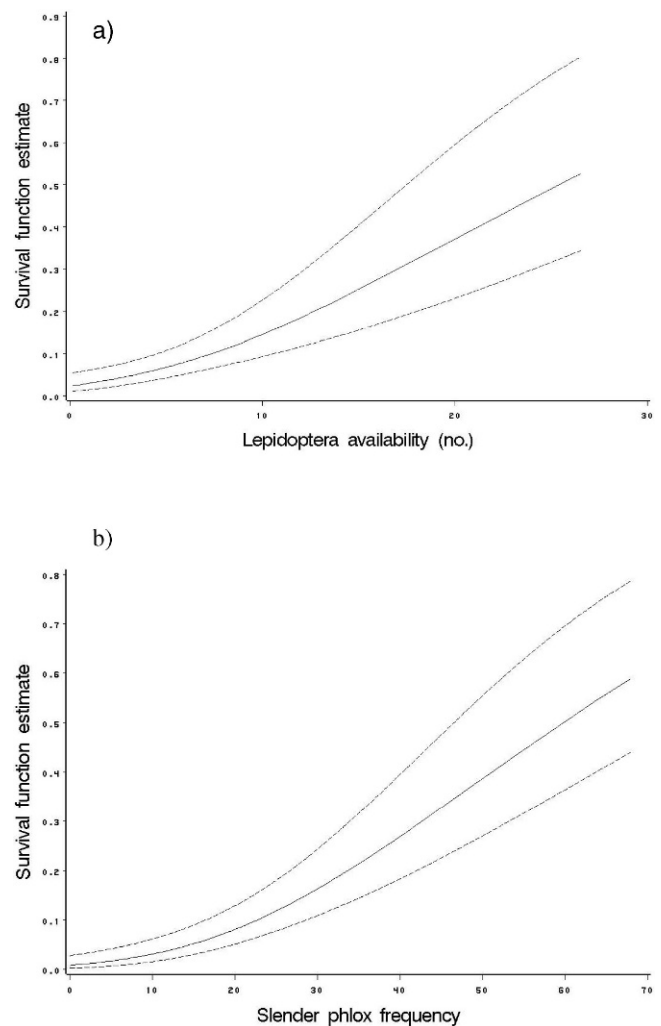 a)
0.9
0.8
0.7
0.6
0.5
0.4
0.3
0.2
0.1
0.0
Survival function estimate
0 10 20 30
Lepidoptera availability (no.)
b)
0.8
0.7
0.6
0.5
0.4
0.3
0.2
0.1
0.0
Survival function estimate
0 10 20 30 40 50 60 70
Slender phlox frequency